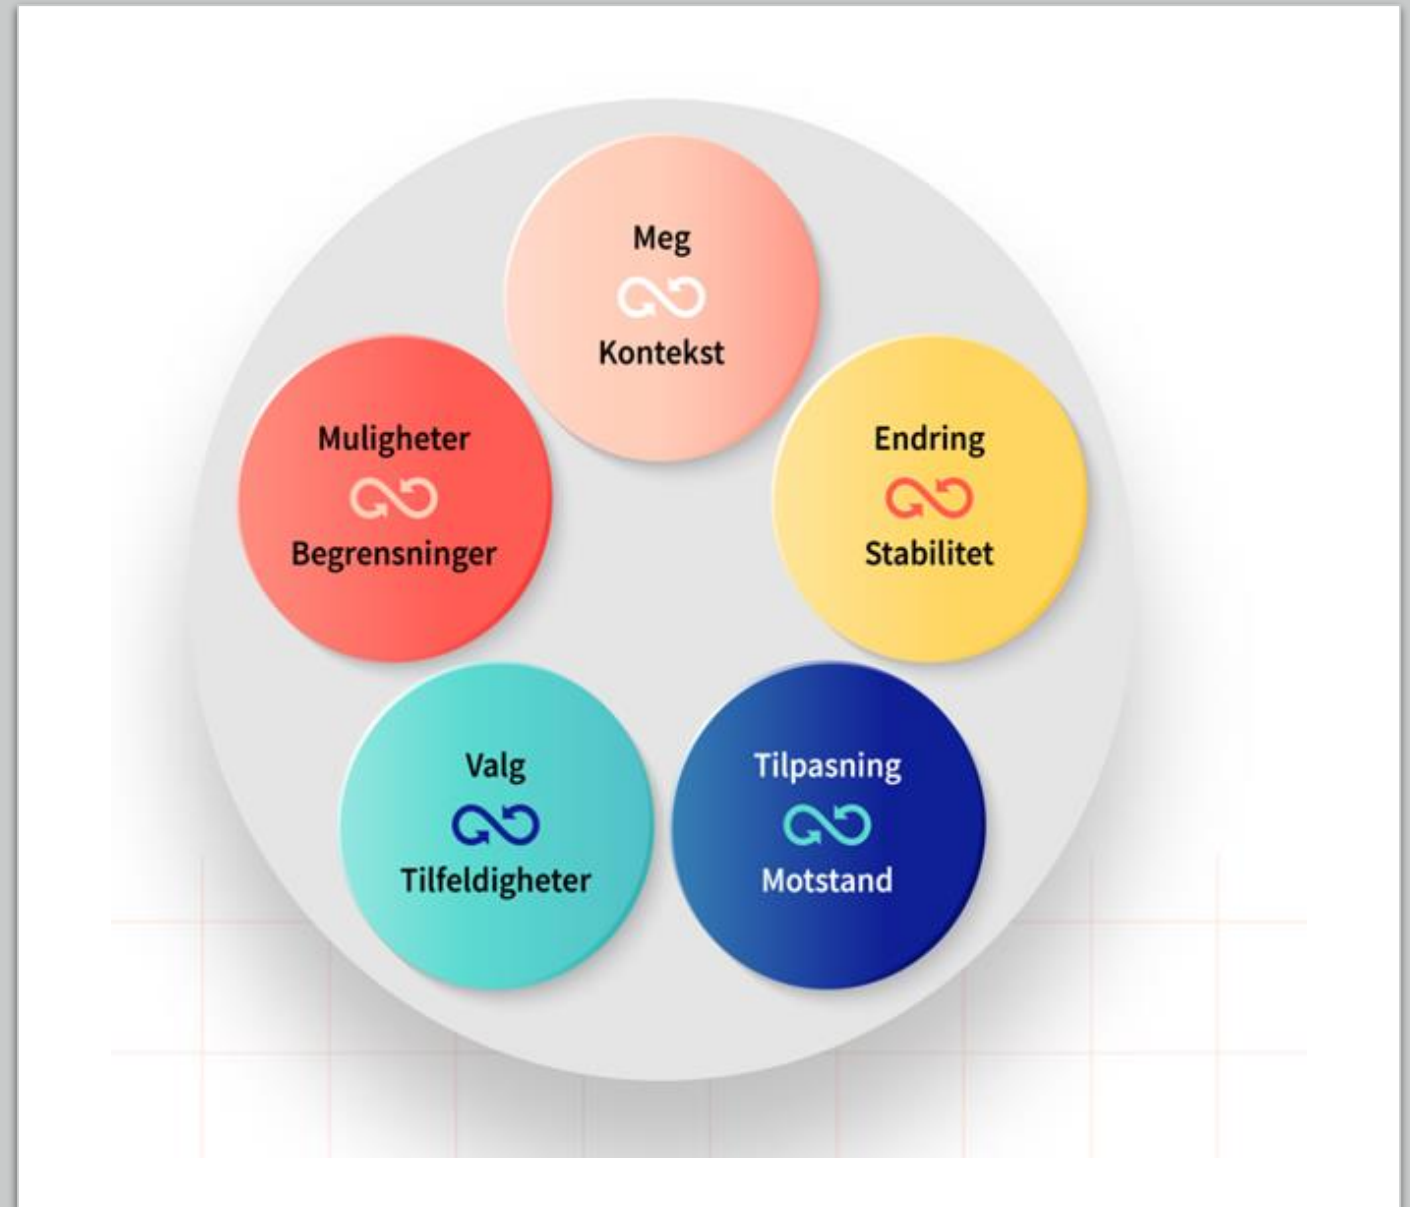 Meg
Kontekst
Muligheter
Begrensninger
Endring
Stabilitet
Valg
Tilfeldigheter
Tilpasning
Motstand